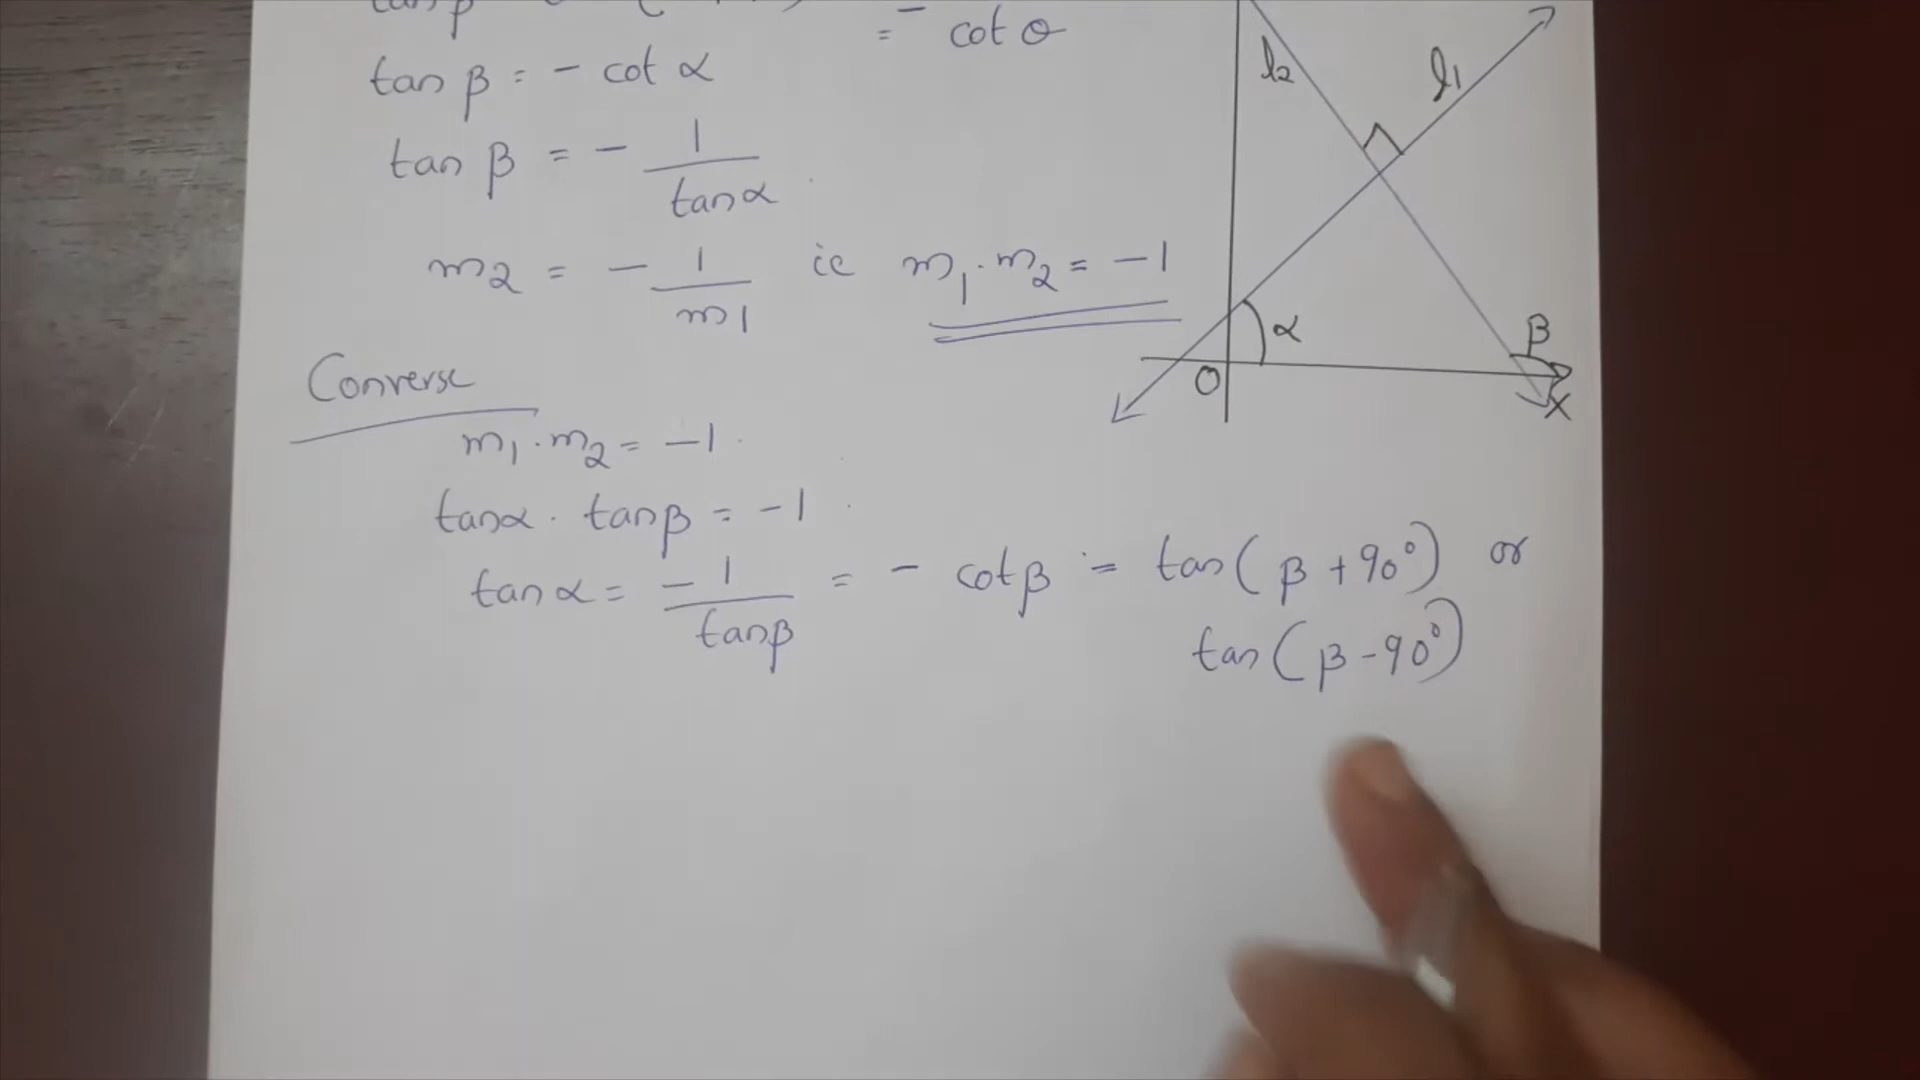 tan β
= - cot θ
tan β = - cot α
tan β = - 1/tan α
m2 = - 1/m1 ie m1 . m2 = -1
Converse
m1 . m2 = -1
tan α . tan β = -1
tan α = -1/tan β = - cot β = tan ( β + 90° ) or
tan ( β - 90° )
l2
l1
α
β
O
X